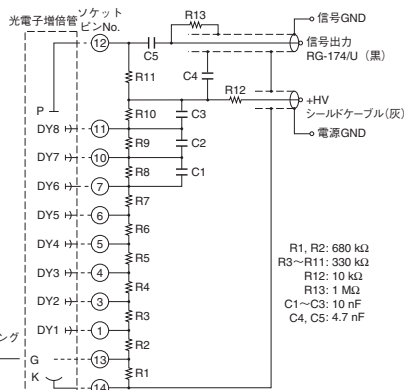 光電子増倍管
ソケット
ピンNo.
R13
信号GND
12
C5
信号出力
RG-174/U（黒）
R11
C4
R12
+HV
シールドケーブル(灰)
電源GND
P
R10
C3
DY8
11
R9
C2
DY7
10
R8
C1
DY6
7
R7
DY5
6
R6
DY4
5
R5
DY3
4
R4
DY2
3
R3
DY1
1
R2
G
13
R1
K
14
R1, R2: 680 kΩ
R3～R11: 330 kΩ
R12: 10 kΩ
R13: 1 MΩ
C1～C3: 10 nF
C4, C5: 4.7 nF
ング